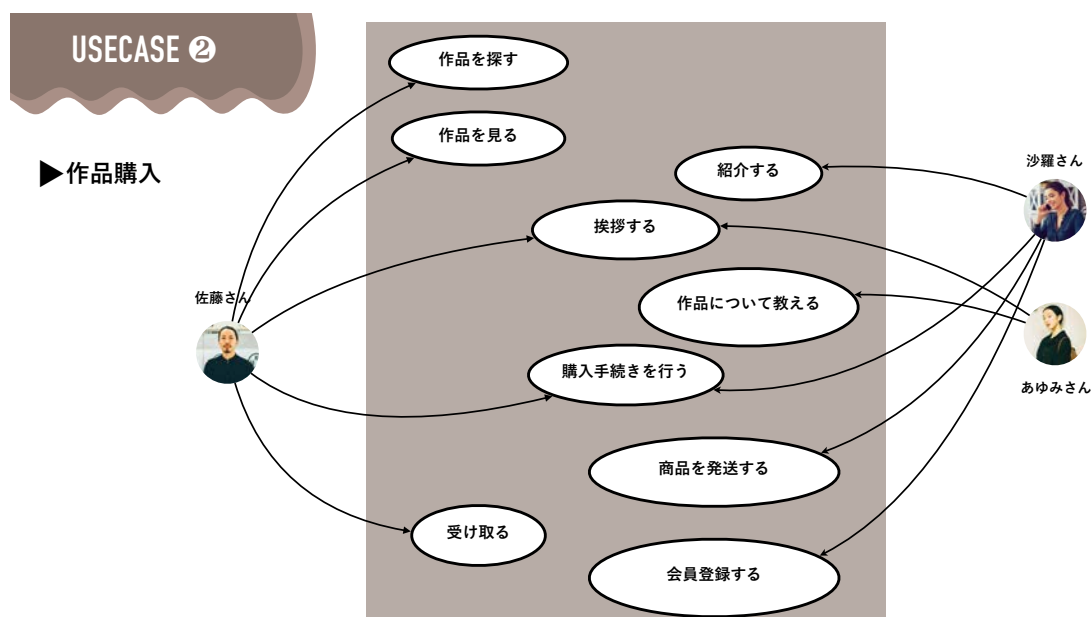 USECASE ❷
▶作品購入
作品を探す
作品を見る
紹介する
沙羅さん
挨拶する
佐藤さん
作品について教える
購入手続きを行う
あゆみさん
商品を発送する
受け取る
会員登録する